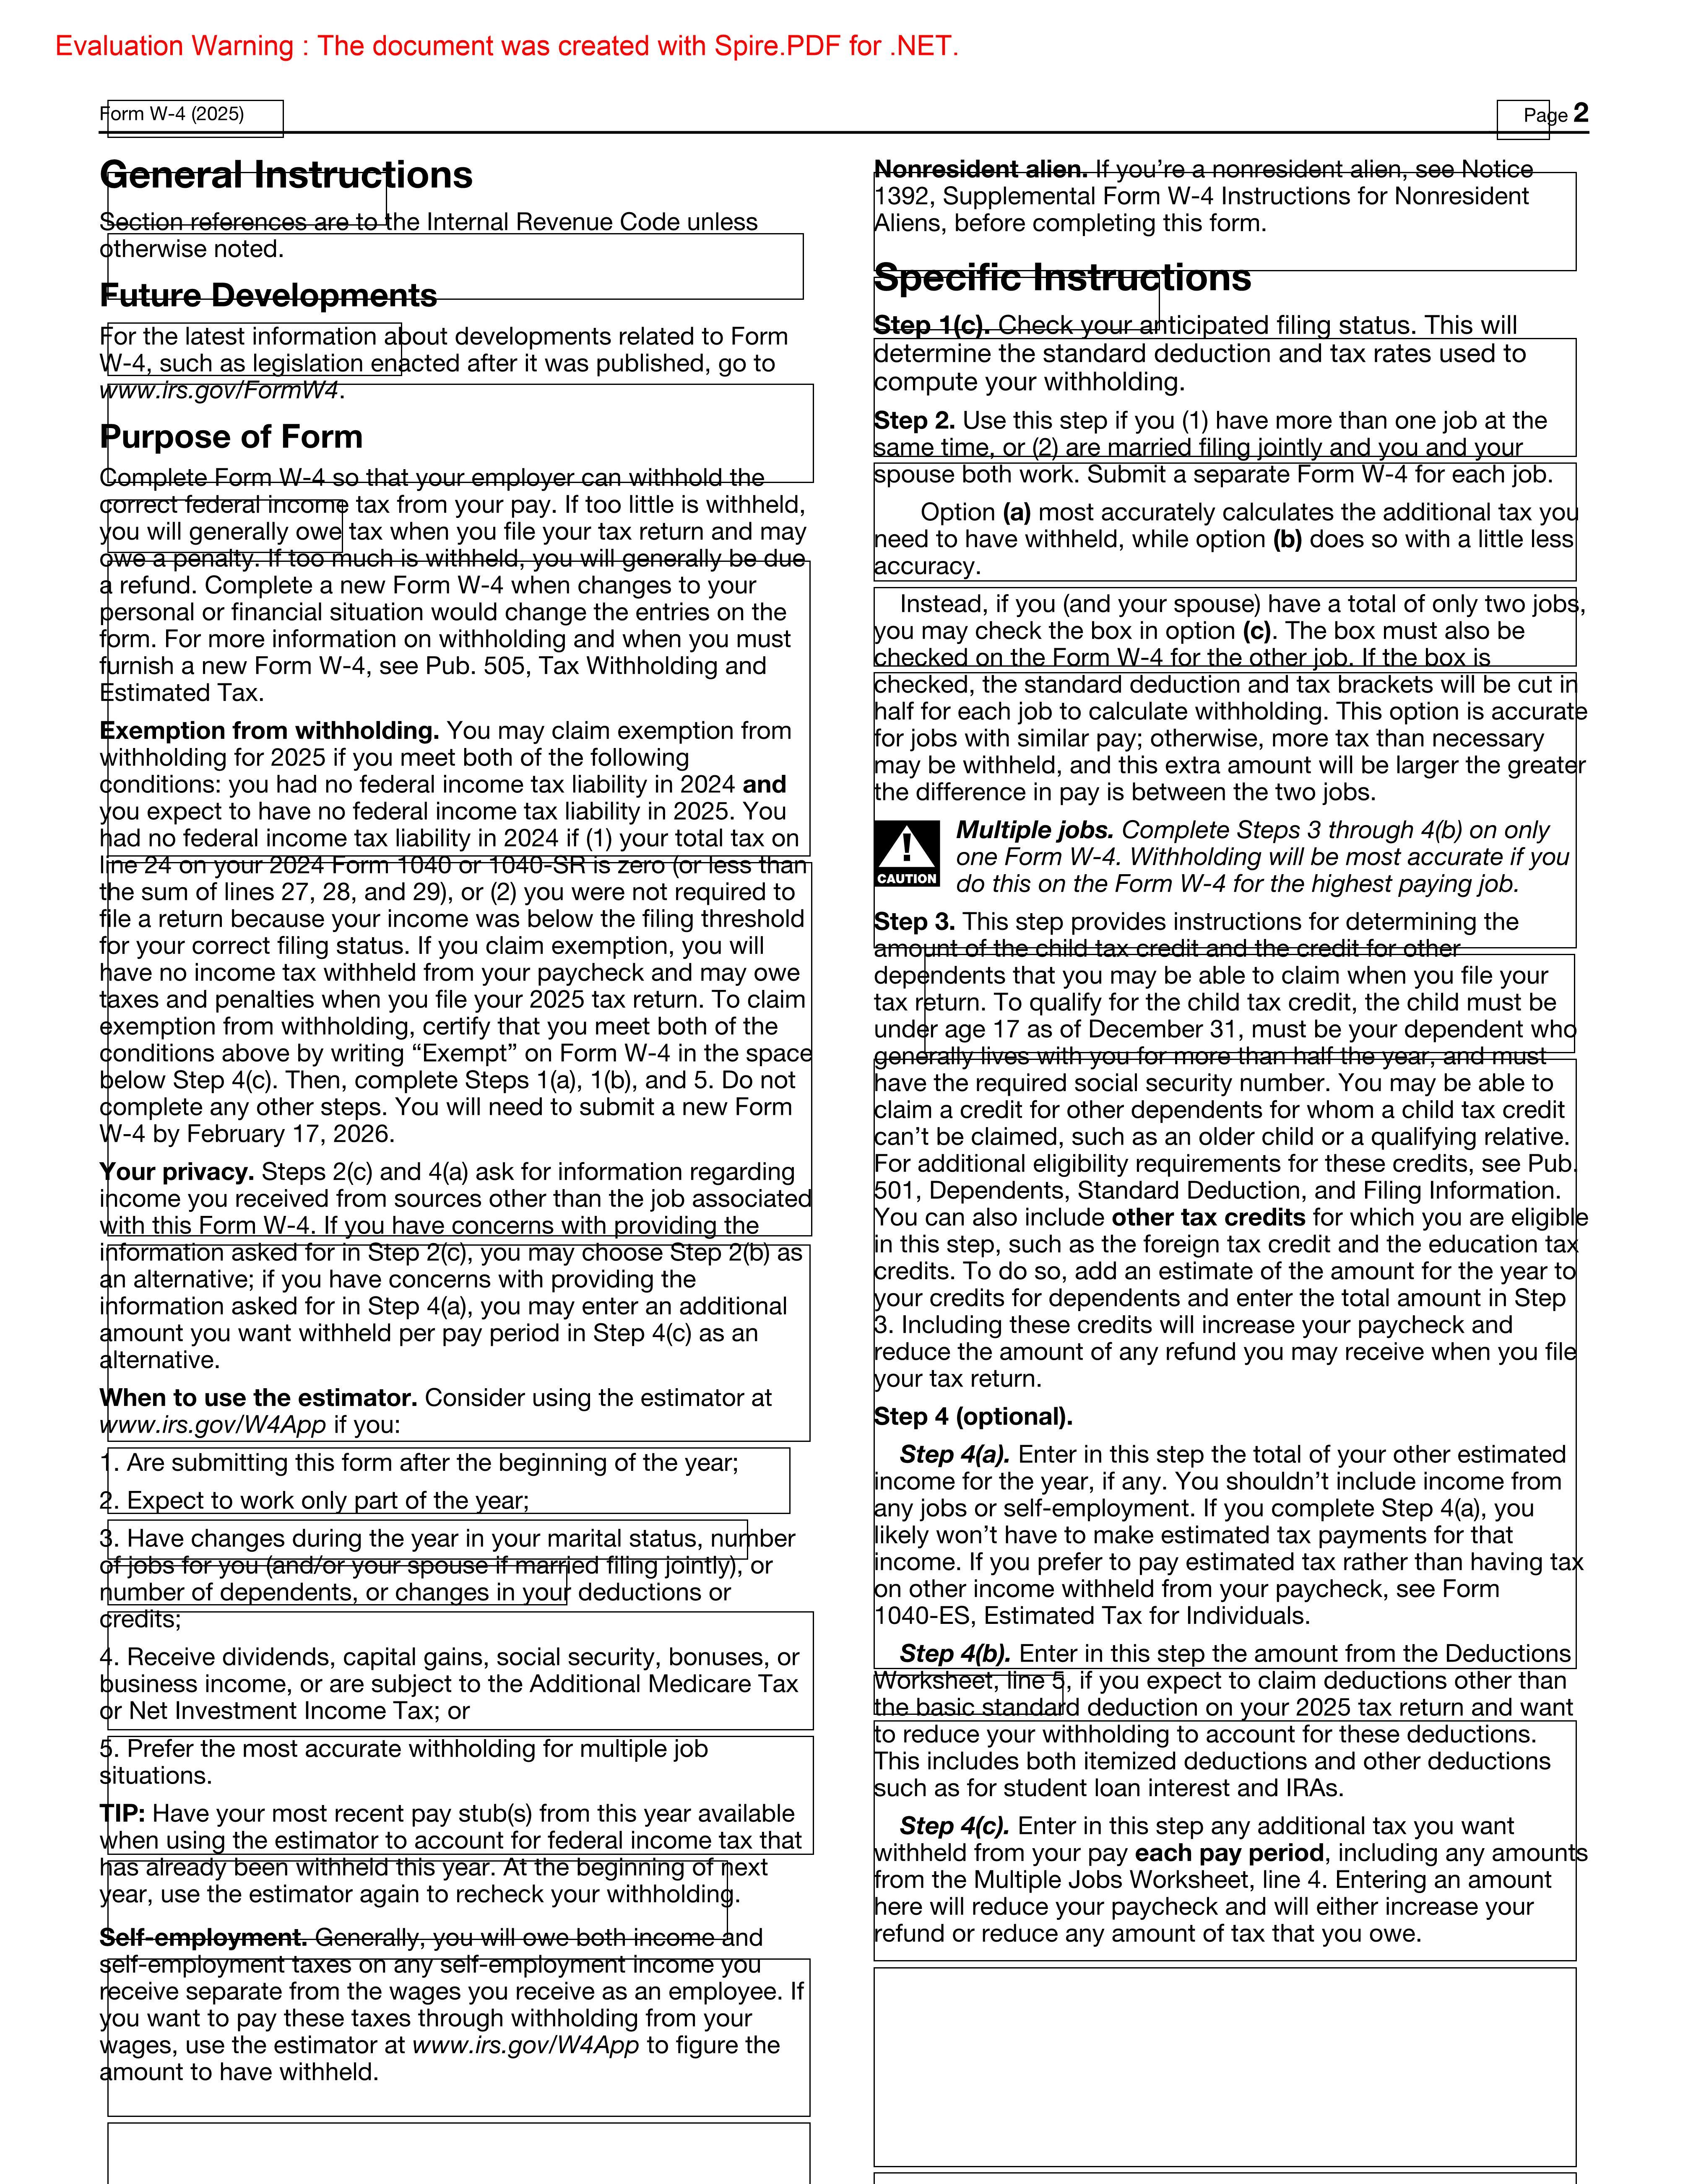 Evaluation Warning : The document was created with Spire.PDF for .NET.
Form W-4 (2025)
Page 2
General Instructions
Section references are to the Internal Revenue Code unless
otherwise noted.
Future Developments
For the latest information about developments related to Form
W-4, such as legislation enacted after it was published, go to
www.irs.gov/FormW4.
Purpose of Form
Complete Form W-4 so that your employer can withhold the
correct federal income tax from your pay. If too little is withheld,
you will generally owe tax when you file your tax return and may
owe a penalty. If too much is withheld, you will generally be due
a refund. Complete a new Form W-4 when changes to your
personal or financial situation would change the entries on the
form. For more information on withholding and when you must
furnish a new Form W-4, see Pub. 505, Tax Withholding and
Estimated Tax.
Exemption from withholding. You may claim exemption from
withholding for 2025 if you meet both of the following
conditions: you had no federal income tax liability in 2024 and
you expect to have no federal income tax liability in 2025. You
had no federal income tax liability in 2024 if (1) your total tax on
line 24 on your 2024 Form 1040 or 1040-SR is zero (or less than
the sum of lines 27, 28, and 29), or (2) you were not required to
file a return because your income was below the filing threshold
for your correct filing status. If you claim exemption, you will
have no income tax withheld from your paycheck and may owe
taxes and penalties when you file your 2025 tax return. To claim
exemption from withholding, certify that you meet both of the
conditions above by writing “Exempt” on Form W-4 in the space
below Step 4(c). Then, complete Steps 1(a), 1(b), and 5. Do not
complete any other steps. You will need to submit a new Form
W-4 by February 17, 2026.
Your privacy. Steps 2(c) and 4(a) ask for information regarding
income you received from sources other than the job associated
with this Form W-4. If you have concerns with providing the
information asked for in Step 2(c), you may choose Step 2(b) as
an alternative; if you have concerns with providing the
information asked for in Step 4(a), you may enter an additional
amount you want withheld per pay period in Step 4(c) as an
alternative.
When to use the estimator. Consider using the estimator at
www.irs.gov/W4App if you:
1. Are submitting this form after the beginning of the year;
2. Expect to work only part of the year;
3. Have changes during the year in your marital status, number
of jobs for you (and/or your spouse if married filing jointly), or
number of dependents, or changes in your deductions or
credits;
4. Receive dividends, capital gains, social security, bonuses, or
business income, or are subject to the Additional Medicare Tax
or Net Investment Income Tax; or
5. Prefer the most accurate withholding for multiple job
situations.
TIP: Have your most recent pay stub(s) from this year available
when using the estimator to account for federal income tax that
has already been withheld this year. At the beginning of next
year, use the estimator again to recheck your withholding.
Self-employment. Generally, you will owe both income and
self-employment taxes on any self-employment income you
receive separate from the wages you receive as an employee. If
you want to pay these taxes through withholding from your
wages, use the estimator at www.irs.gov/W4App to figure the
amount to have withheld.
Nonresident alien. If you’re a nonresident alien, see Notice
1392, Supplemental Form W-4 Instructions for Nonresident
Aliens, before completing this form.
Specific Instructions
Step 1(c). Check your anticipated filing status. This will
determine the standard deduction and tax rates used to
compute your withholding.
Step 2. Use this step if you (1) have more than one job at the
same time, or (2) are married filing jointly and you and your
spouse both work. Submit a separate Form W-4 for each job.
Option (a) most accurately calculates the additional tax you
need to have withheld, while option (b) does so with a little less
accuracy.
Instead, if you (and your spouse) have a total of only two jobs,
you may check the box in option (c). The box must also be
checked on the Form W-4 for the other job. If the box is
checked, the standard deduction and tax brackets will be cut in
half for each job to calculate withholding. This option is accurate
for jobs with similar pay; otherwise, more tax than necessary
may be withheld, and this extra amount will be larger the greater
the difference in pay is between the two jobs.
CAUTION
Multiple jobs. Complete Steps 3 through 4(b) on only
one Form W-4. Withholding will be most accurate if you
do this on the Form W-4 for the highest paying job.
Step 3. This step provides instructions for determining the
amount of the child tax credit and the credit for other
dependents that you may be able to claim when you file your
tax return. To qualify for the child tax credit, the child must be
under age 17 as of December 31, must be your dependent who
generally lives with you for more than half the year, and must
have the required social security number. You may be able to
claim a credit for other dependents for whom a child tax credit
can’t be claimed, such as an older child or a qualifying relative.
For additional eligibility requirements for these credits, see Pub.
501, Dependents, Standard Deduction, and Filing Information.
You can also include other tax credits for which you are eligible
in this step, such as the foreign tax credit and the education tax
credits. To do so, add an estimate of the amount for the year to
your credits for dependents and enter the total amount in Step
3. Including these credits will increase your paycheck and
reduce the amount of any refund you may receive when you file
your tax return.
Step 4 (optional).
Step 4(a). Enter in this step the total of your other estimated
income for the year, if any. You shouldn’t include income from
any jobs or self-employment. If you complete Step 4(a), you
likely won’t have to make estimated tax payments for that
income. If you prefer to pay estimated tax rather than having tax
on other income withheld from your paycheck, see Form
1040-ES, Estimated Tax for Individuals.
Step 4(b). Enter in this step the amount from the Deductions
Worksheet, line 5, if you expect to claim deductions other than
the basic standard deduction on your 2025 tax return and want
to reduce your withholding to account for these deductions.
This includes both itemized deductions and other deductions
such as for student loan interest and IRAs.
Step 4(c). Enter in this step any additional tax you want
withheld from your pay each pay period, including any amounts
from the Multiple Jobs Worksheet, line 4. Entering an amount
here will reduce your paycheck and will either increase your
refund or reduce any amount of tax that you owe.